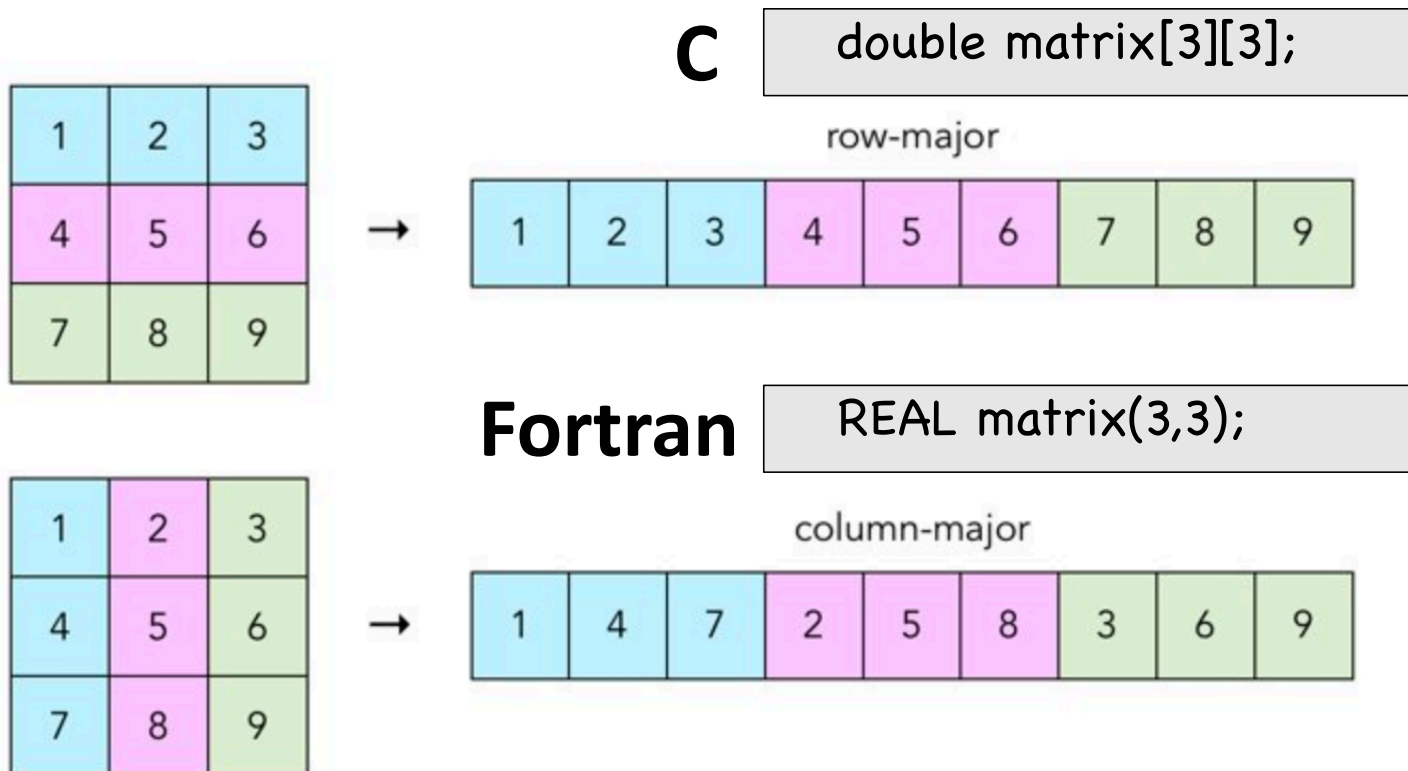 C double matrix[3][3];
row-major
1 2 3
4 5 6
7 8 9
→ 1 2 3 4 5 6 7 8 9
Fortran REAL matrix(3,3);
column-major
1 2 3
4 5 6
7 8 9
→ 1 4 7 2 5 8 3 6 9